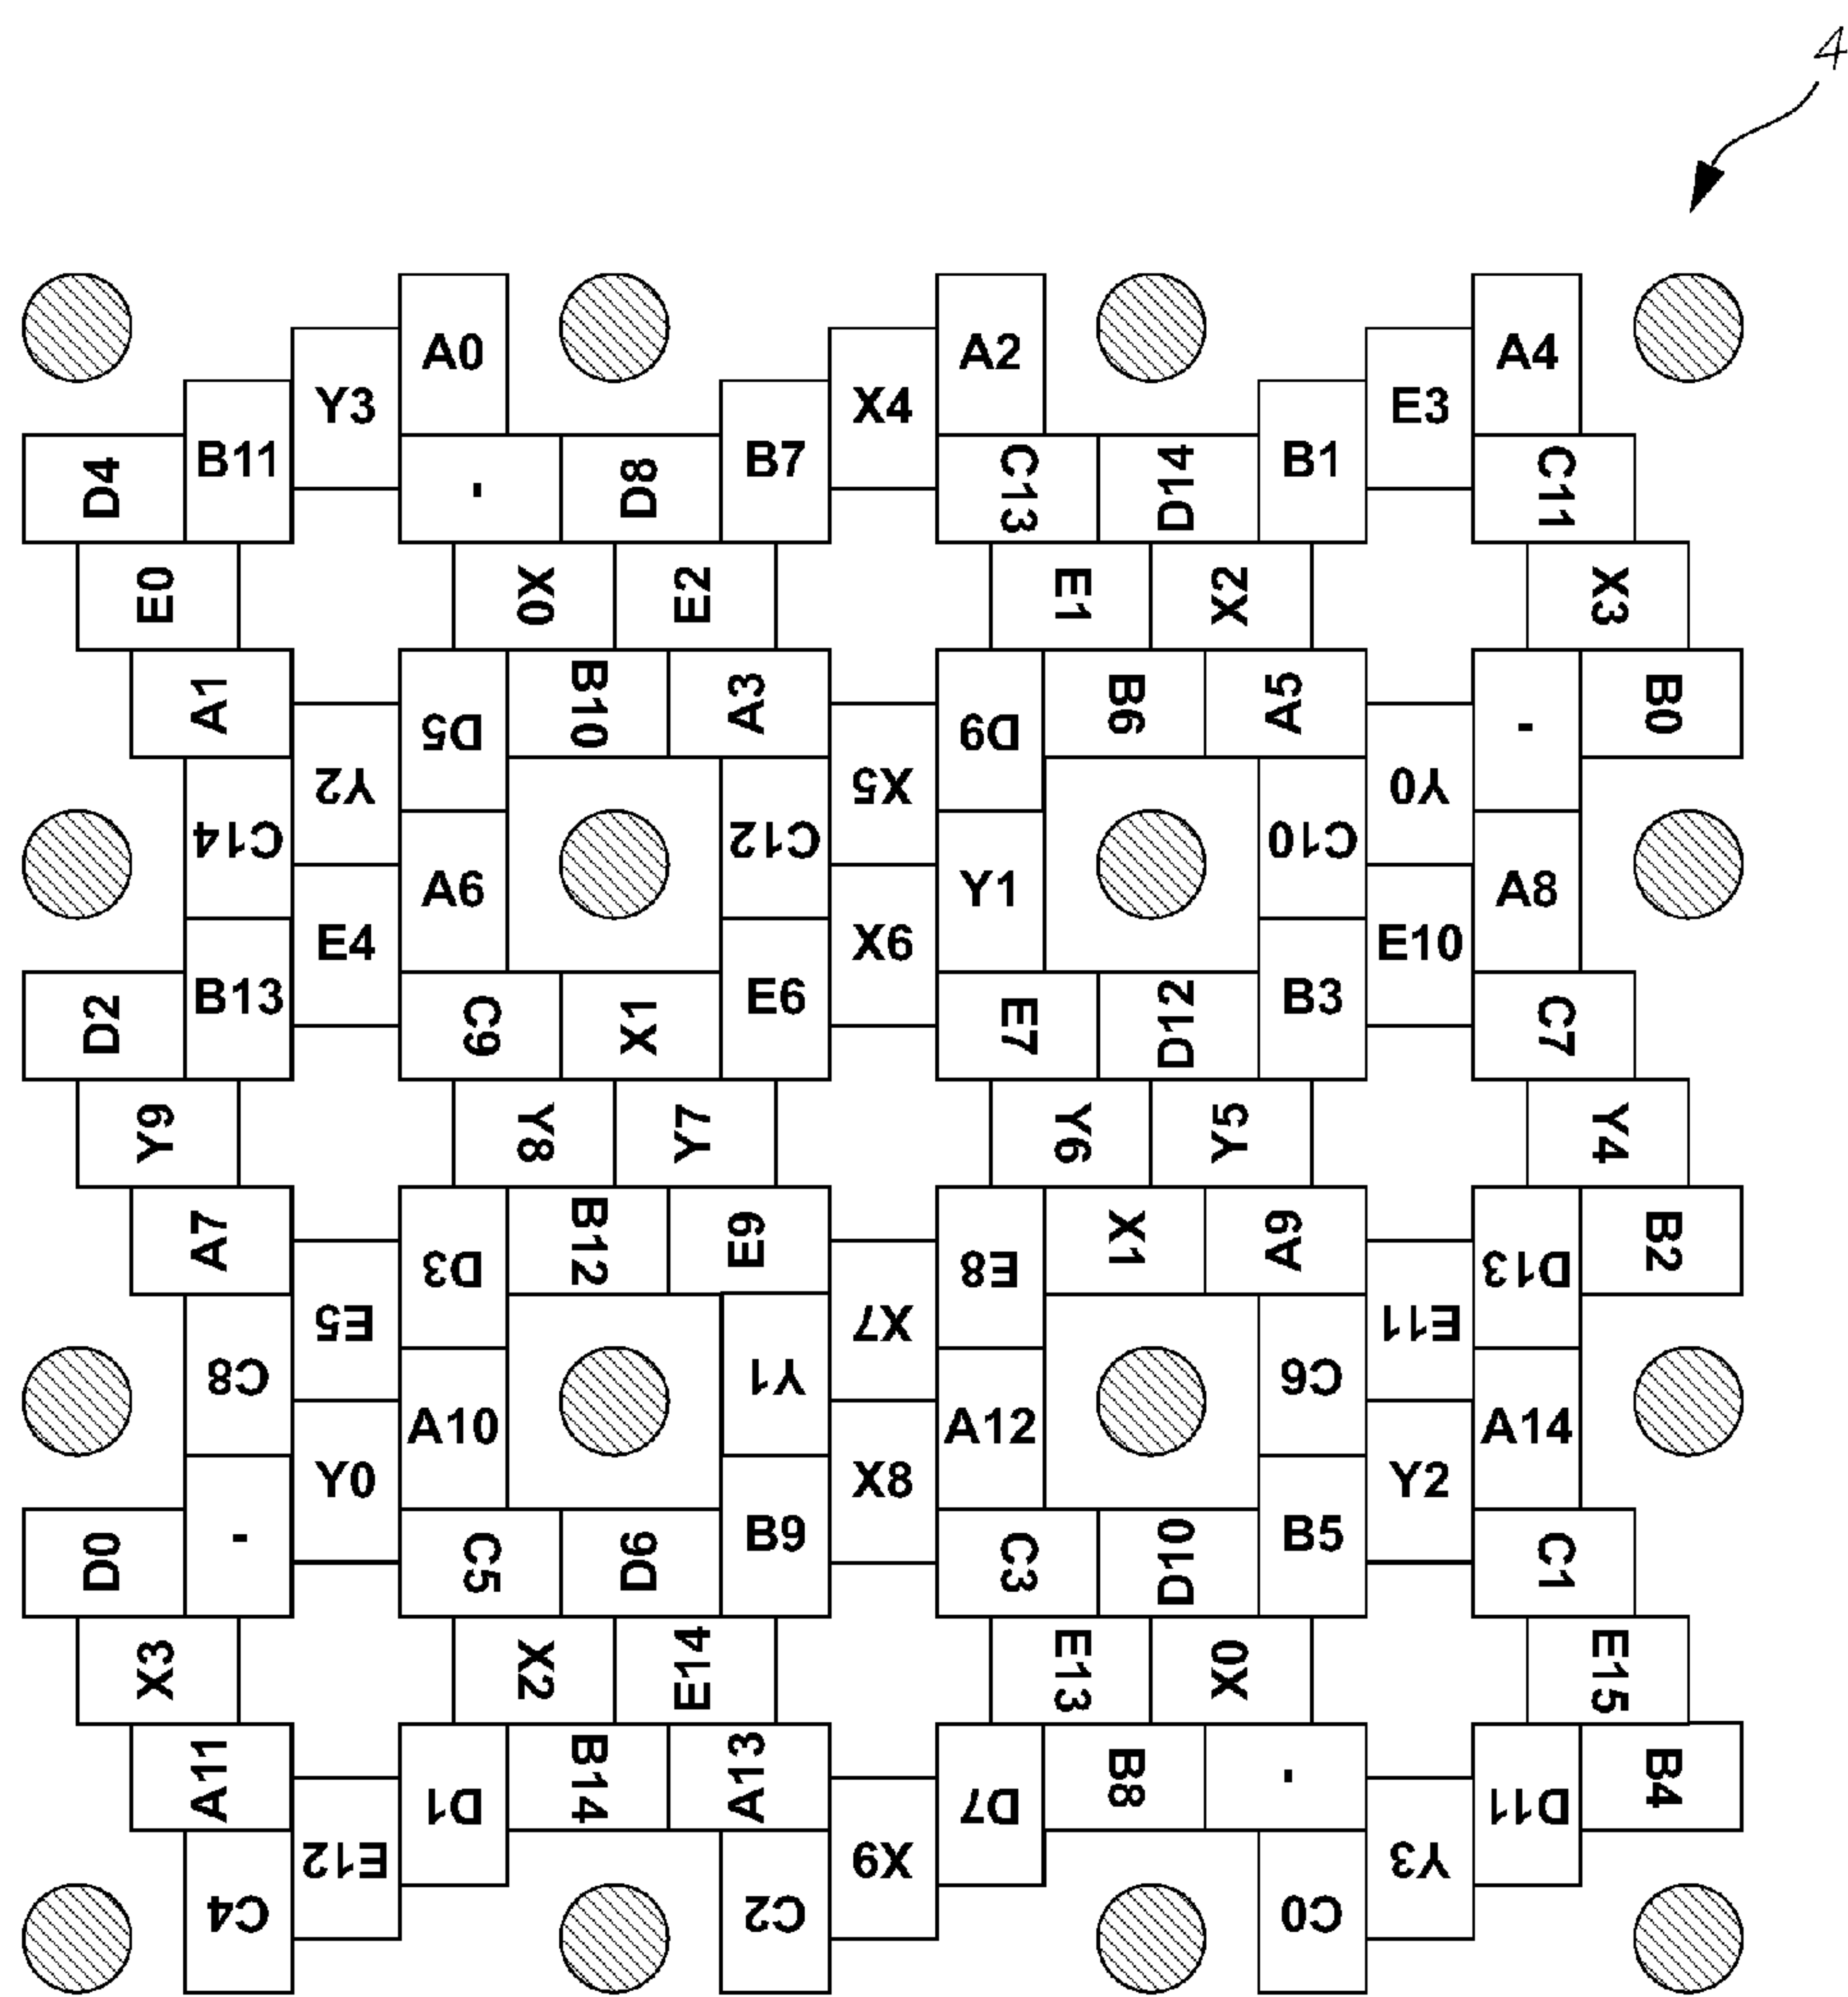 4
A0 A2 A4
Y3 X4 E3
B11 B7 B1
D4 - D8 C13 D14 C11
E0 X0 E2 E1 X2 X3
A1 B10 A3 B6 A5 B0
D5 D9 -
Y2 X5 Y0
C14 C12 C10
A6 Y1 A8
E4 X6 E10
B13 E6 B3
D2 C9 X1 E7 D12 C7
Y9 Y8 Y7 Y6 Y5 Y4
A7 B12 E9 X1 A9 B2
D3 E8 D13
E5 X7 E11
C8 Y1 C6
A10 A12 A14
Y0 X8 Y2
- B9 B5
D0 C5 D6 C3 D10 C1
X3 X2 E14 E13 X0 E15
A11 B14 A13 B8 - B4
D1 D7 D11
E12 X9 Y3
C4 C2 C0